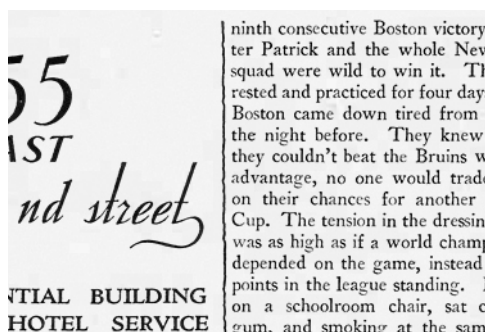 55
AST
nd street
NTIAL BUILDING
HOTEL SERVICE
ninth consecutive Boston victory
ter Patrick and the whole New
squad were wild to win it. Th
rested and practiced for four day
Boston came down tired from
the night before. They knew
they couldn't beat the Bruins w
advantage, no one would trade
on their chances for another
Cup. The tension in the dressin
was as high as if a world champ
depended on the game, instead
points in the league standing.
on a schoolroom chair, sat c
gum, and smoking at the sam